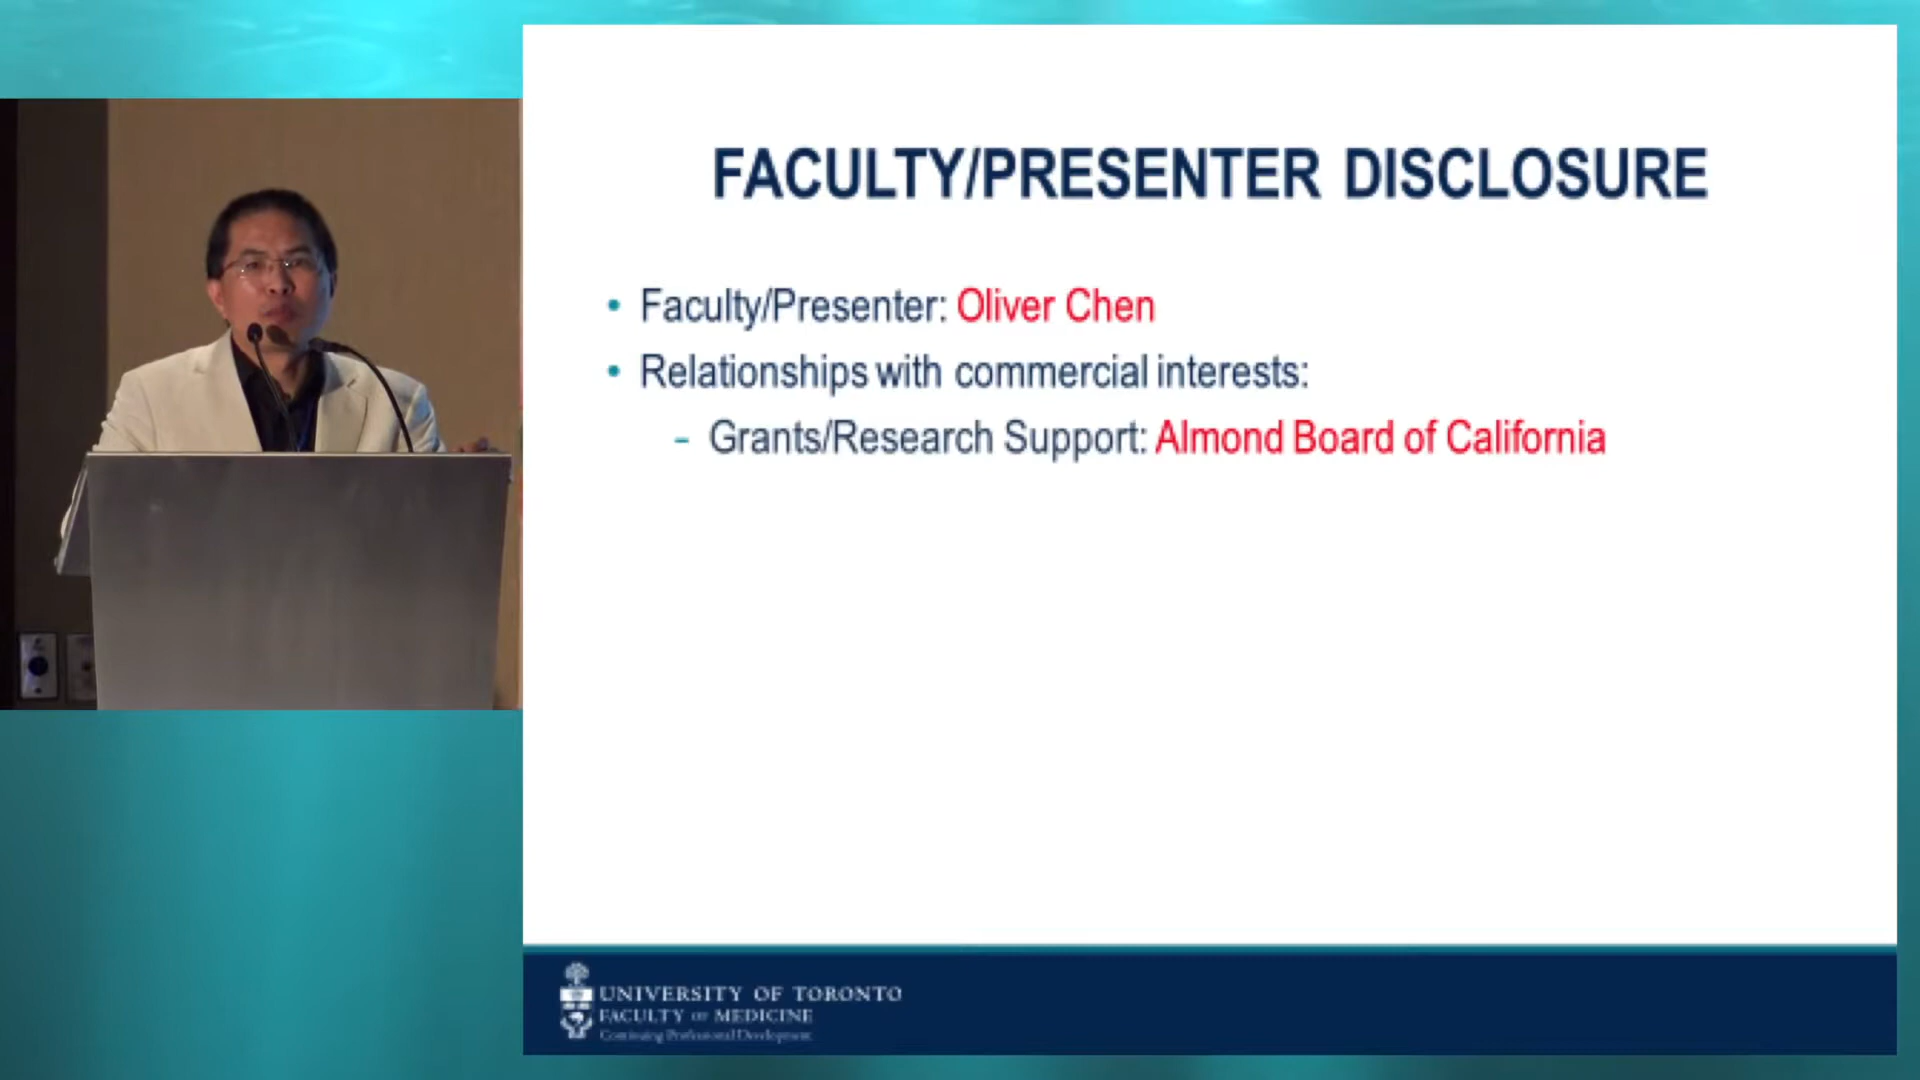 FACULTY/PRESENTER DISCLOSURE
• Faculty/Presenter: Oliver Chen
• Relationships with commercial interests:
- Grants/Research Support: Almond Board of California
UNIVERSITY OF TORONTO
FACULTY OF MEDICINE
Continuing Professional Development